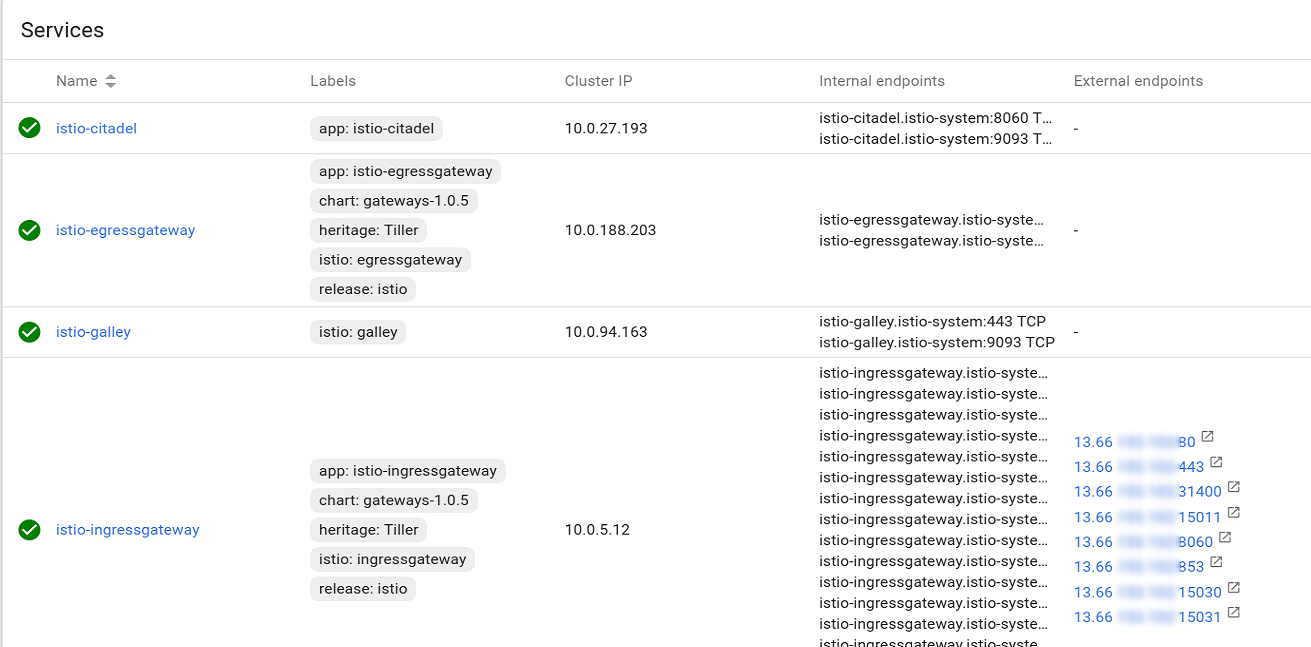 Services
Name Labels Cluster IP Internal endpoints External endpoints
istio-citadel app: istio-citadel 10.0.27.193 istio-citadel.istio-system:8060 T… -
istio-citadel.istio-system:9093 T…
istio-egressgateway app: istio-egressgateway 10.0.188.203 istio-egressgateway.istio-syste… -
chart: gateways-1.0.5 istio-egressgateway.istio-syste…
heritage: Tiller
istio: egressgateway
release: istio
istio-galley istio: galley 10.0.94.163 istio-galley.istio-system:443 TCP -
istio-galley.istio-system:9093 TCP
istio-ingressgateway app: istio-ingressgateway 10.0.5.12 istio-ingressgateway.istio-syste… 13.66 80
chart: gateways-1.0.5 istio-ingressgateway.istio-syste… 13.66 443
heritage: Tiller istio-ingressgateway.istio-syste… 13.66 31400
istio: ingressgateway istio-ingressgateway.istio-syste… 13.66 15011
release: istio istio-ingressgateway.istio-syste… 13.66 8060
istio-ingressgateway.istio-syste… 13.66 853
istio-ingressgateway.istio-syste… 13.66 15030
istio-ingressgateway.istio-syste… 13.66 15031
istio-ingressgateway.istio-syste…
istio-ingressgateway.istio-syste…
istio-ingressgateway.istio-syste…
istio-ingressgateway.istio-syste…
istio-ingressgateway.istio-syste…
istio-ingressgateway.istio-syste